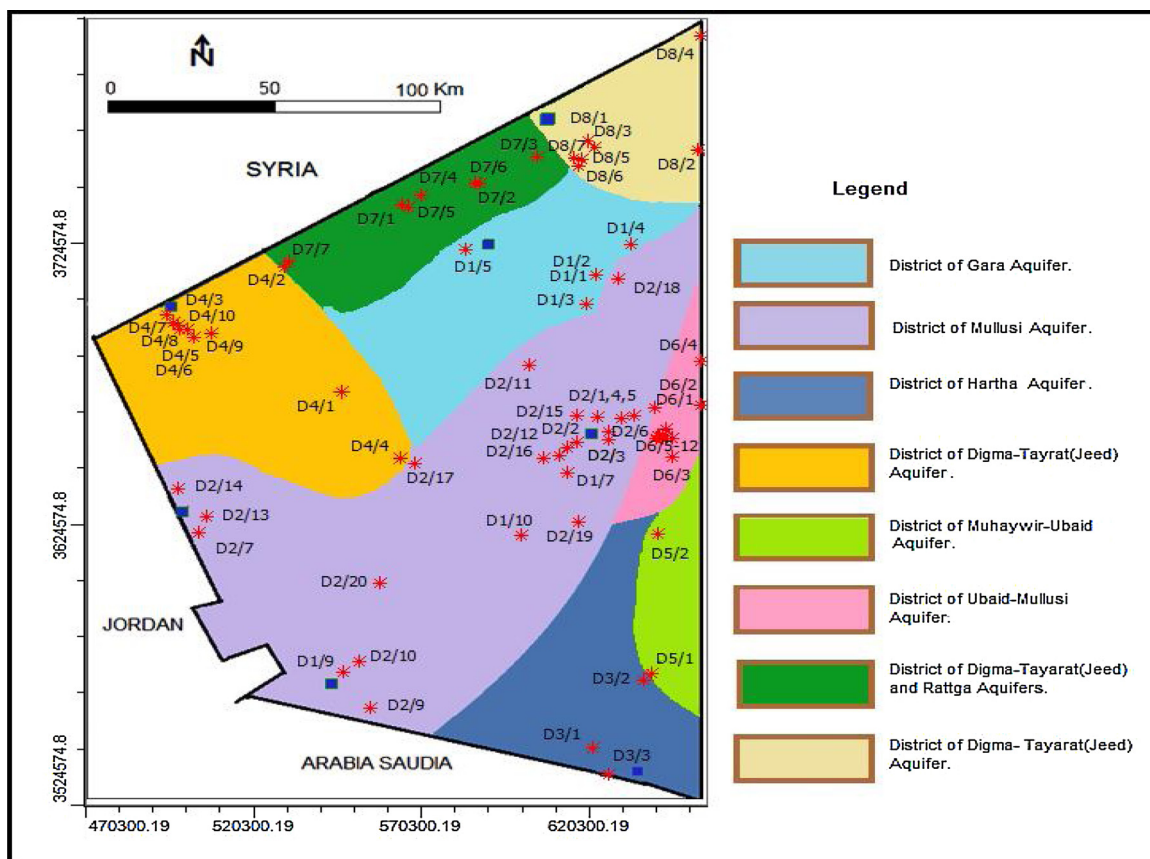 N
0 50 100 Km
D8/4
D8/1
D8/3
D7/3
D8/7
D8/5
D8/2
SYRIA
D7/6
D8/6
D7/4
D7/2
D7/1
D7/5
Legend
3724574.8
D1/4
D7/7
D1/5
D1/2
D4/2
D1/1
District of Gara Aquifer.
D2/18
D4/3
D1/3
D4/10
D4/7
D4/8
D4/9
District of Mullusi Aquifer.
D4/5
D6/4
D4/6
D2/11
D6/2
District of Hartha Aquifer.
D4/1
D2/1,4,5
D6/1
D2/15
D2/2
D2/12
D2/6
D4/4
D6/5-12
D2/16
D2/3
District of Digma-Tayrat(Jeed)
Aquifer.
D2/17
D1/7
D6/3
D2/14
D2/13
D1/10
3624574.8
D2/19
District of Muhaywir-Ubaid
Aquifer.
D2/7
D5/2
D2/20
District of Ubaid-Mullusi
Aquifer.
JORDAN
D1/9
D2/10
D5/1
D3/2
District of Digma-Tayarat(Jeed)
and Rattga Aquifers.
D2/9
D3/1
District of Digma- Tayarat(Jeed)
Aquifer.
ARABIA SAUDIA
D3/3
3524574.8
470300.19 520300.19 570300.19 620300.19